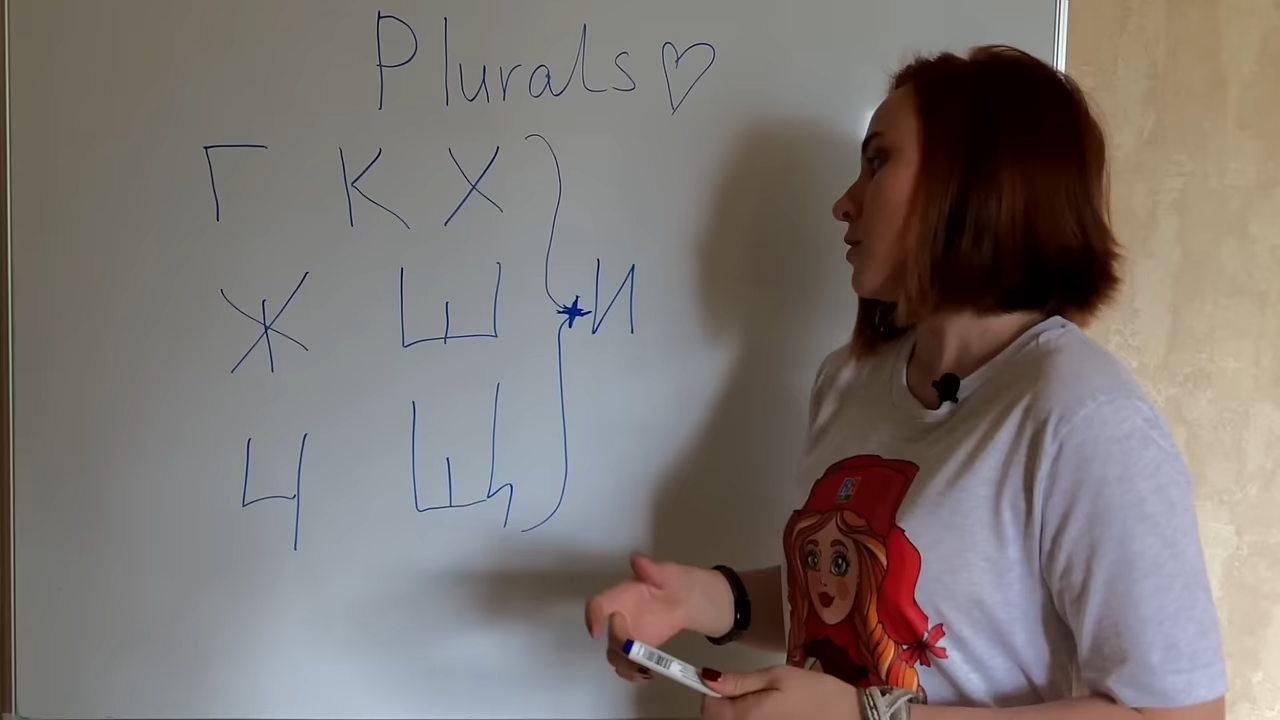 Plurals ♡
Г К Х
Ж Ш И
Ч Щ